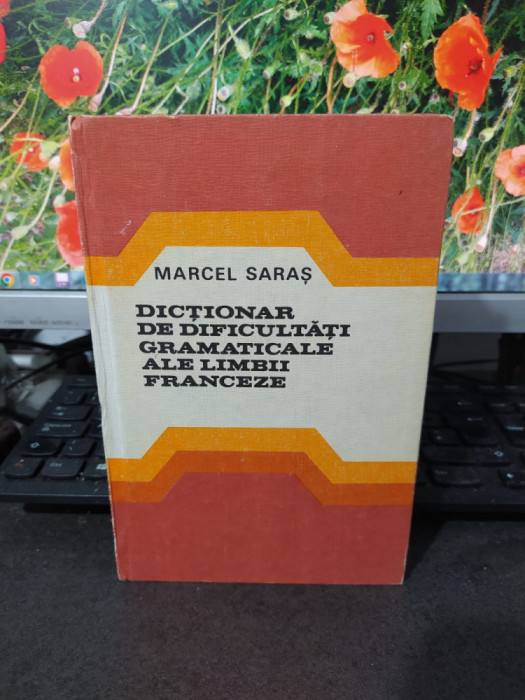 MARCEL SARAȘ
DICȚIONAR
DE DIFICULTĂȚI
GRAMATICALE
ALE LIMBII
FRANCEZE